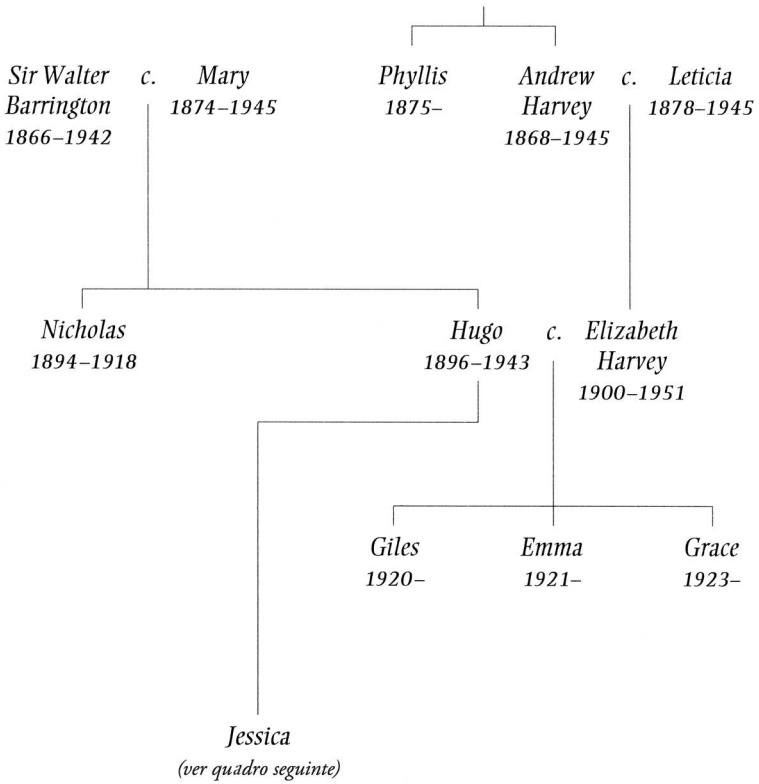 Sir Walter c. Mary Phyllis Andrew c. Leticia
Barrington 1874–1945 1875– Harvey 1878–1945
1866–1942 1868–1945
Nicholas Hugo c. Elizabeth
1894–1918 1896–1943 Harvey
1900–1951
Giles Emma Grace
1920– 1921– 1923–
Jessica
(ver quadro seguinte)